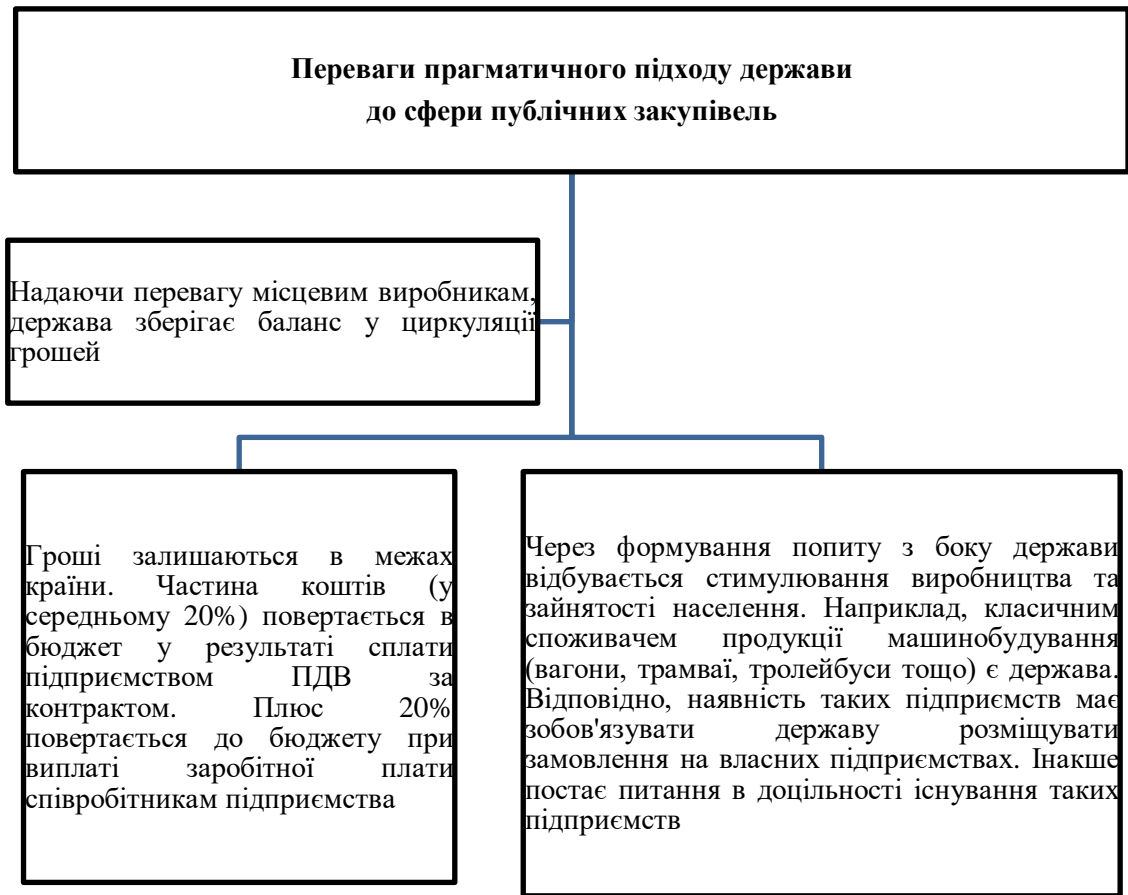 Переваги прагматичного підходу держави
до сфери публічних закупівель
Надаючи перевагу місцевим виробникам,
держава зберігає баланс у циркуляції
грошей
Гроші залишаються в межах
країни. Частина коштів (у
середньому 20%) повертається в
бюджет у результаті сплати
підприємством ПДВ за
контрактом. Плюс 20%
повертається до бюджету при
виплаті заробітної плати
співробітникам підприємства
Через формування попиту з боку держави
відбувається стимулювання виробництва та
зайнятості населення. Наприклад, класичним
споживачем продукції машинобудування
(вагони, трамваї, тролейбуси тощо) є держава.
Відповідно, наявність таких підприємств має
зобов'язувати державу розміщувати
замовлення на власних підприємствах. Інакше
постає питання в доцільності існування таких
підприємств